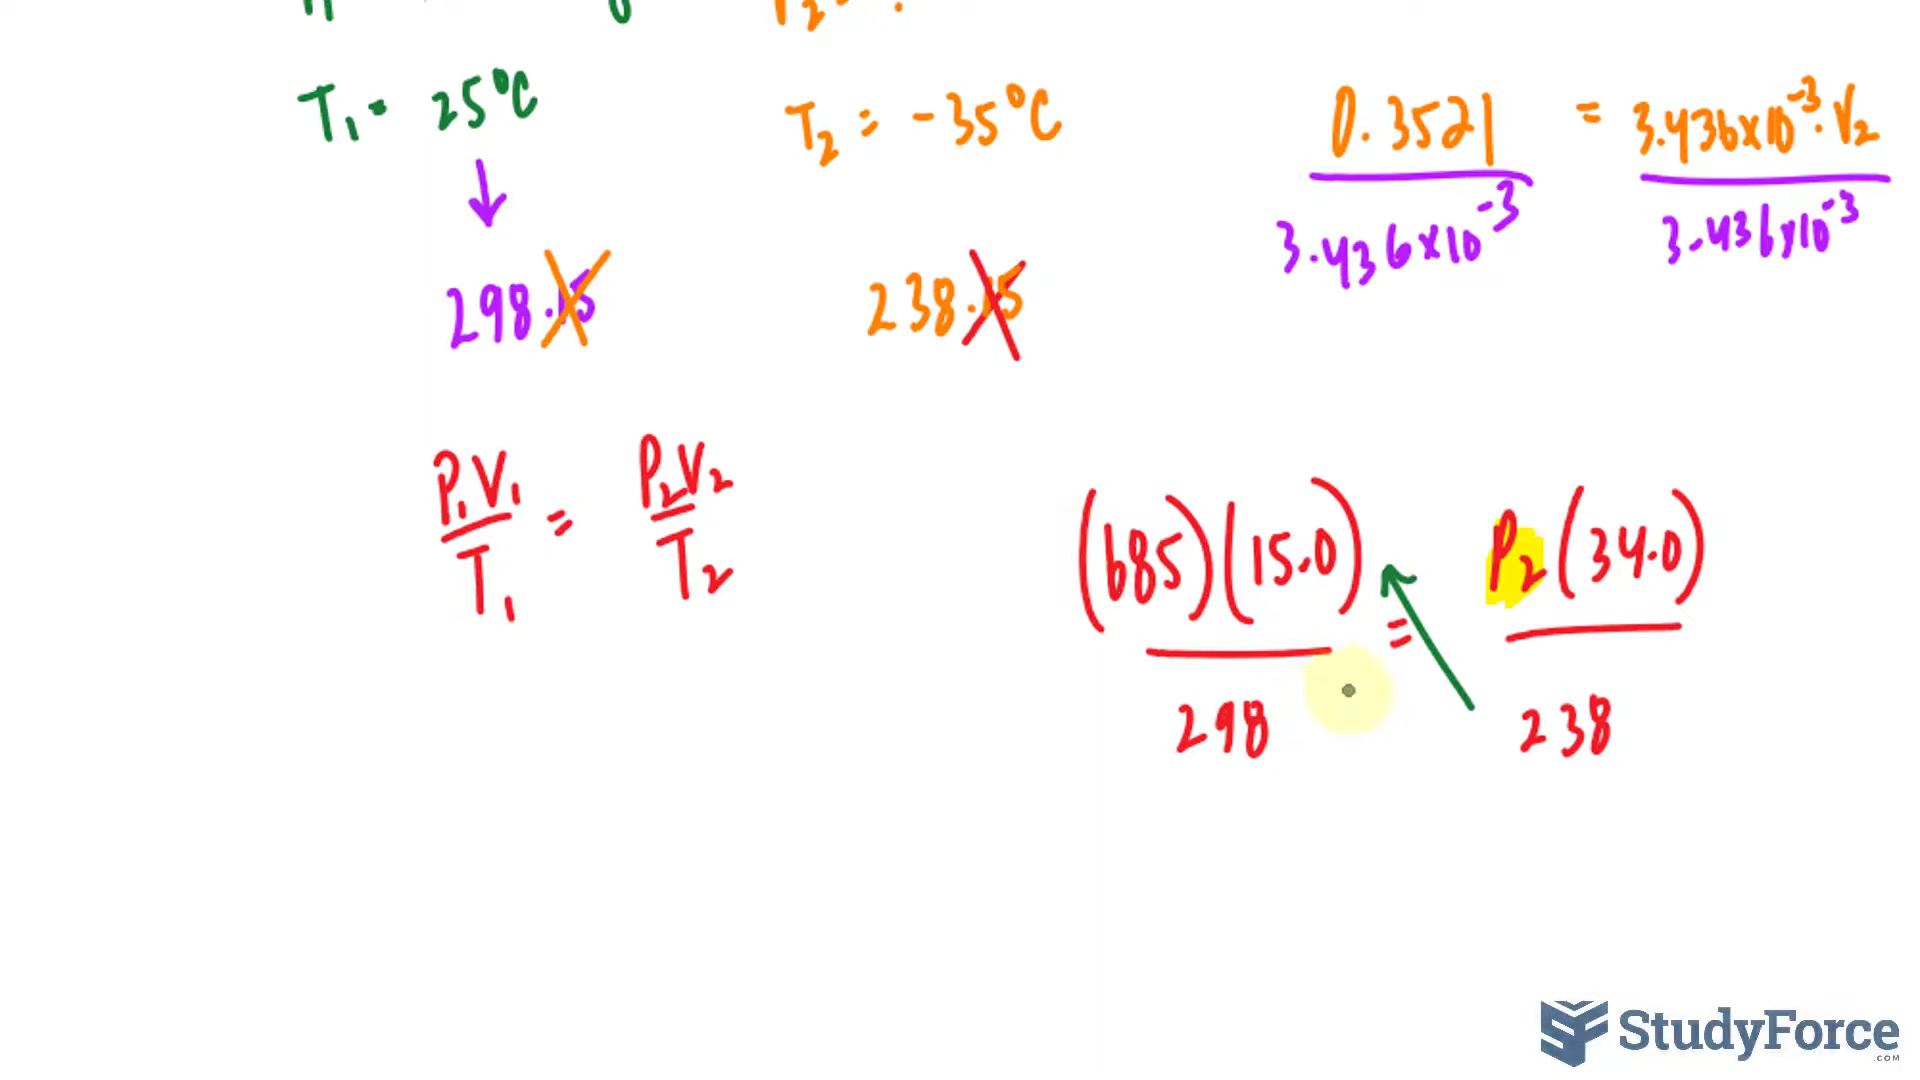 T₁ = 25°C
T₂ = -35°C
0.3521 = 3.436x10⁻³·V₂
3.436x10⁻³ 3.436x10⁻³
298.15
238.15
P₁V₁ = P₂V₂
T₁ T₂
(685)(15.0) = P₂(34.0)
298 238
StudyForce
.COM